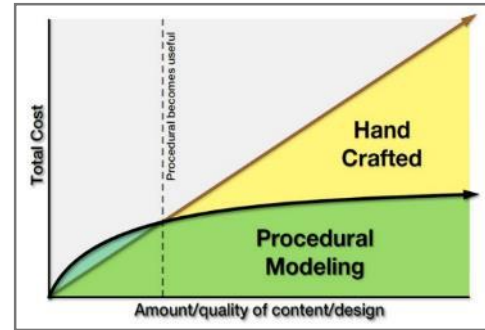 Total Cost
Procedural becomes useful
Hand
Crafted
Procedural
Modeling
Amount/quality of content/design